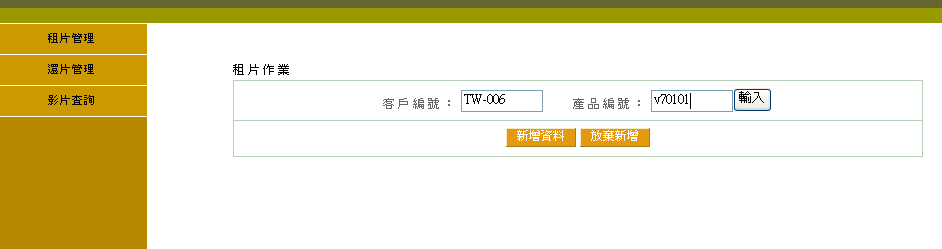 租片管理
還片管理
影片查詢
租片作業
客戶編號： TW-006 產品編號： v70101 輸入
新增資料 放棄新增